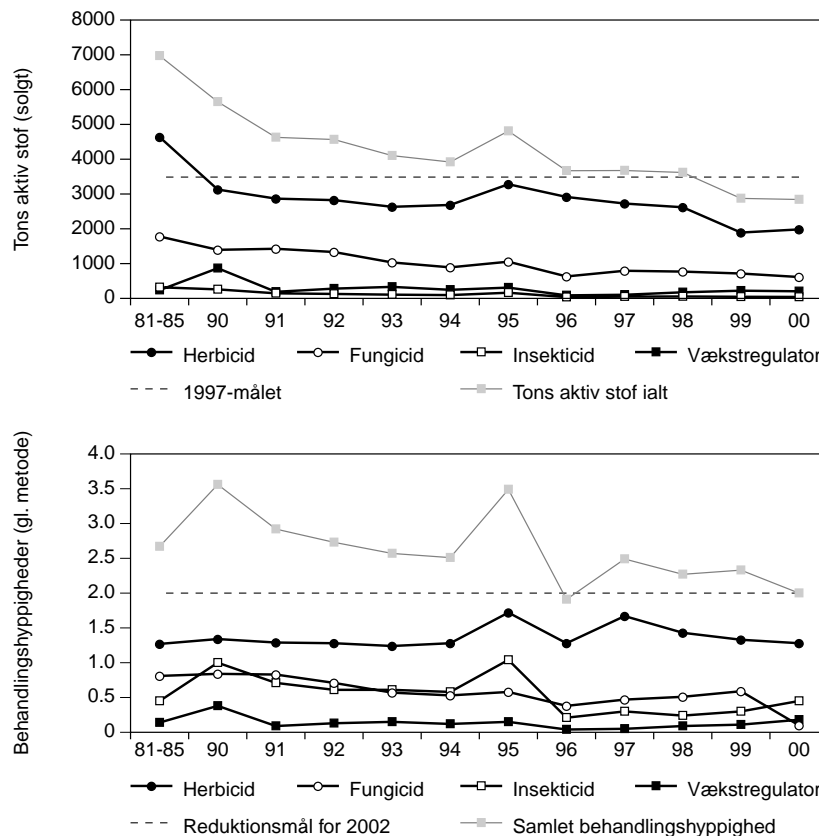 Tons aktiv stof (solgt)
8000
7000
6000
5000
4000
3000
2000
1000
0
81-85 90 91 92 93 94 95 96 97 98 99 00
Herbicid Fungicid Insekticid Vækstregulator
1997-målet Tons aktiv stof ialt
Behandlingshyppigheder (gl. metode)
4.0
3.5
3.0
2.5
2.0
1.5
1.0
0.5
0
81-85 90 91 92 93 94 95 96 97 98 99 00
Herbicid Fungicid Insekticid Vækstregulator
Reduktionsmål for 2002 Samlet behandlingshyppighed